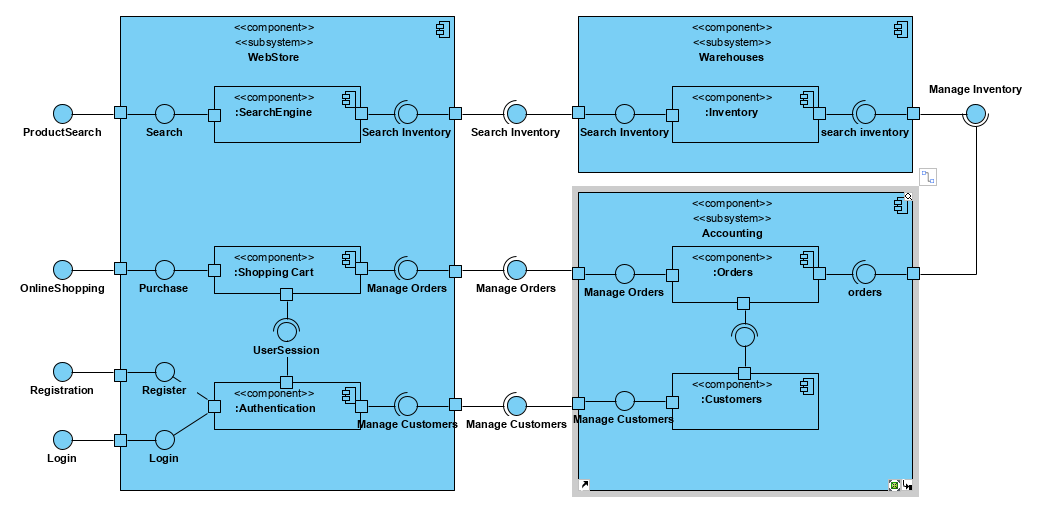 <<component>>
<<subsystem>>
WebStore
<<component>>
<<subsystem>>
Warehouses
<<component>>
:SearchEngine
<<component>>
:Inventory
Manage Inventory
ProductSearch
Search
Search Inventory
Search Inventory
Search Inventory
search inventory
<<component>>
<<subsystem>>
Accounting
<<component>>
:Shopping Cart
<<component>>
:Orders
OnlineShopping
Purchase
Manage Orders
Manage Orders
Manage Orders
orders
UserSession
Registration
Register
<<component>>
:Authentication
<<component>>
:Customers
Manage Customers
Manage Customers
Manage Customers
Login
Login